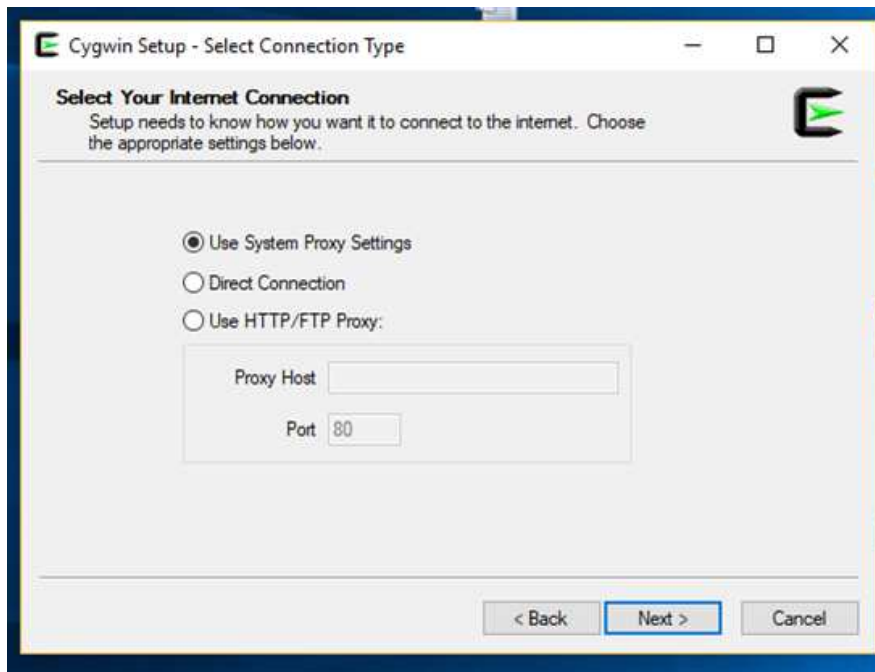 Cygwin Setup - Select Connection Type
Select Your Internet Connection
Setup needs to know how you want it to connect to the internet. Choose
the appropriate settings below.
Use System Proxy Settings
Direct Connection
Use HTTP/FTP Proxy:
Proxy Host
Port 80
< Back Next > Cancel